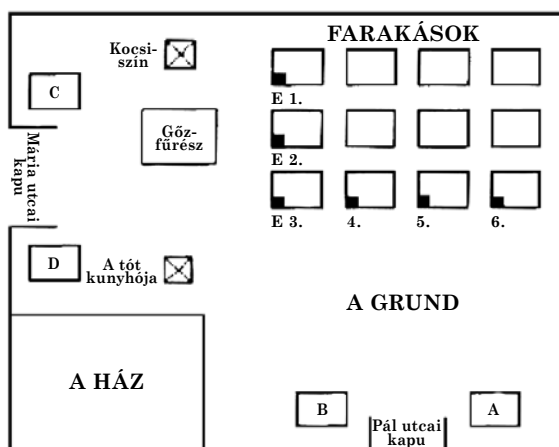 FARAKÁSOK
Kocsi-
szín
C
E 1.
Gőz-
fűrész
E 2.
Mária utcai
kapu
E 3.
4.
5.
6.
D
A tót
kunyhója
A GRUND
A HÁZ
B
A
Pál utcai
kapu